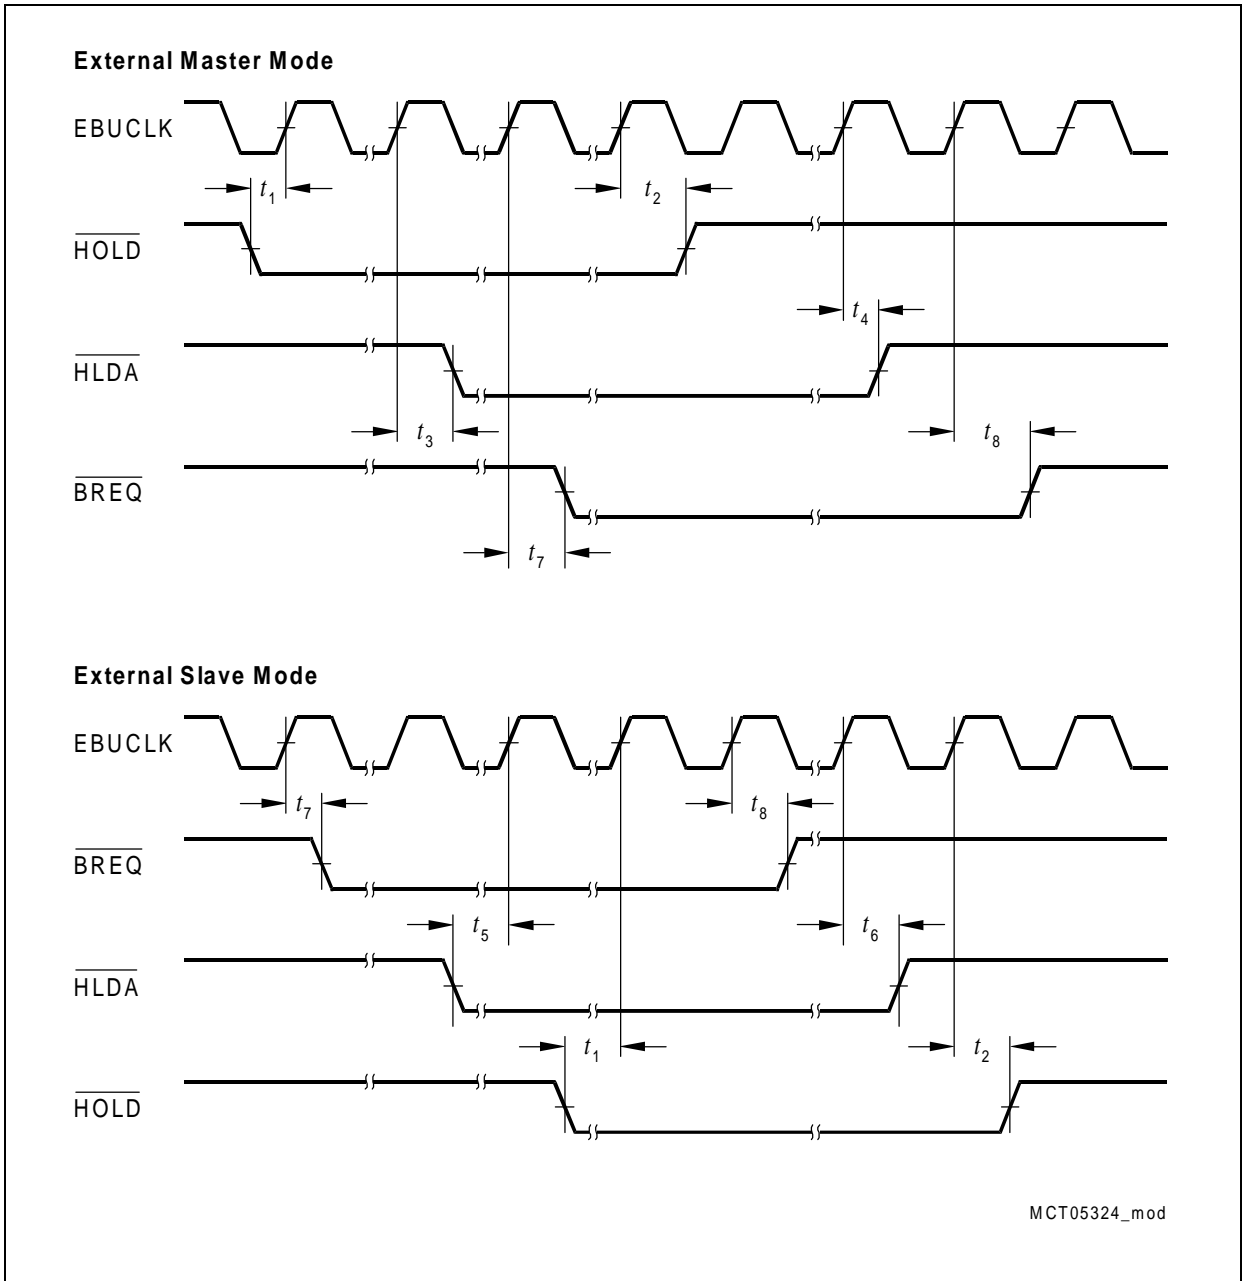 External Master Mode
EBUCLK
t1 t2
HOLD
t4
HLDA
t3 t8
BREQ
t7
External Slave Mode
EBUCLK
t7 t8
BREQ
t5 t6
HLDA
t1 t2
HOLD
MCT05324_mod